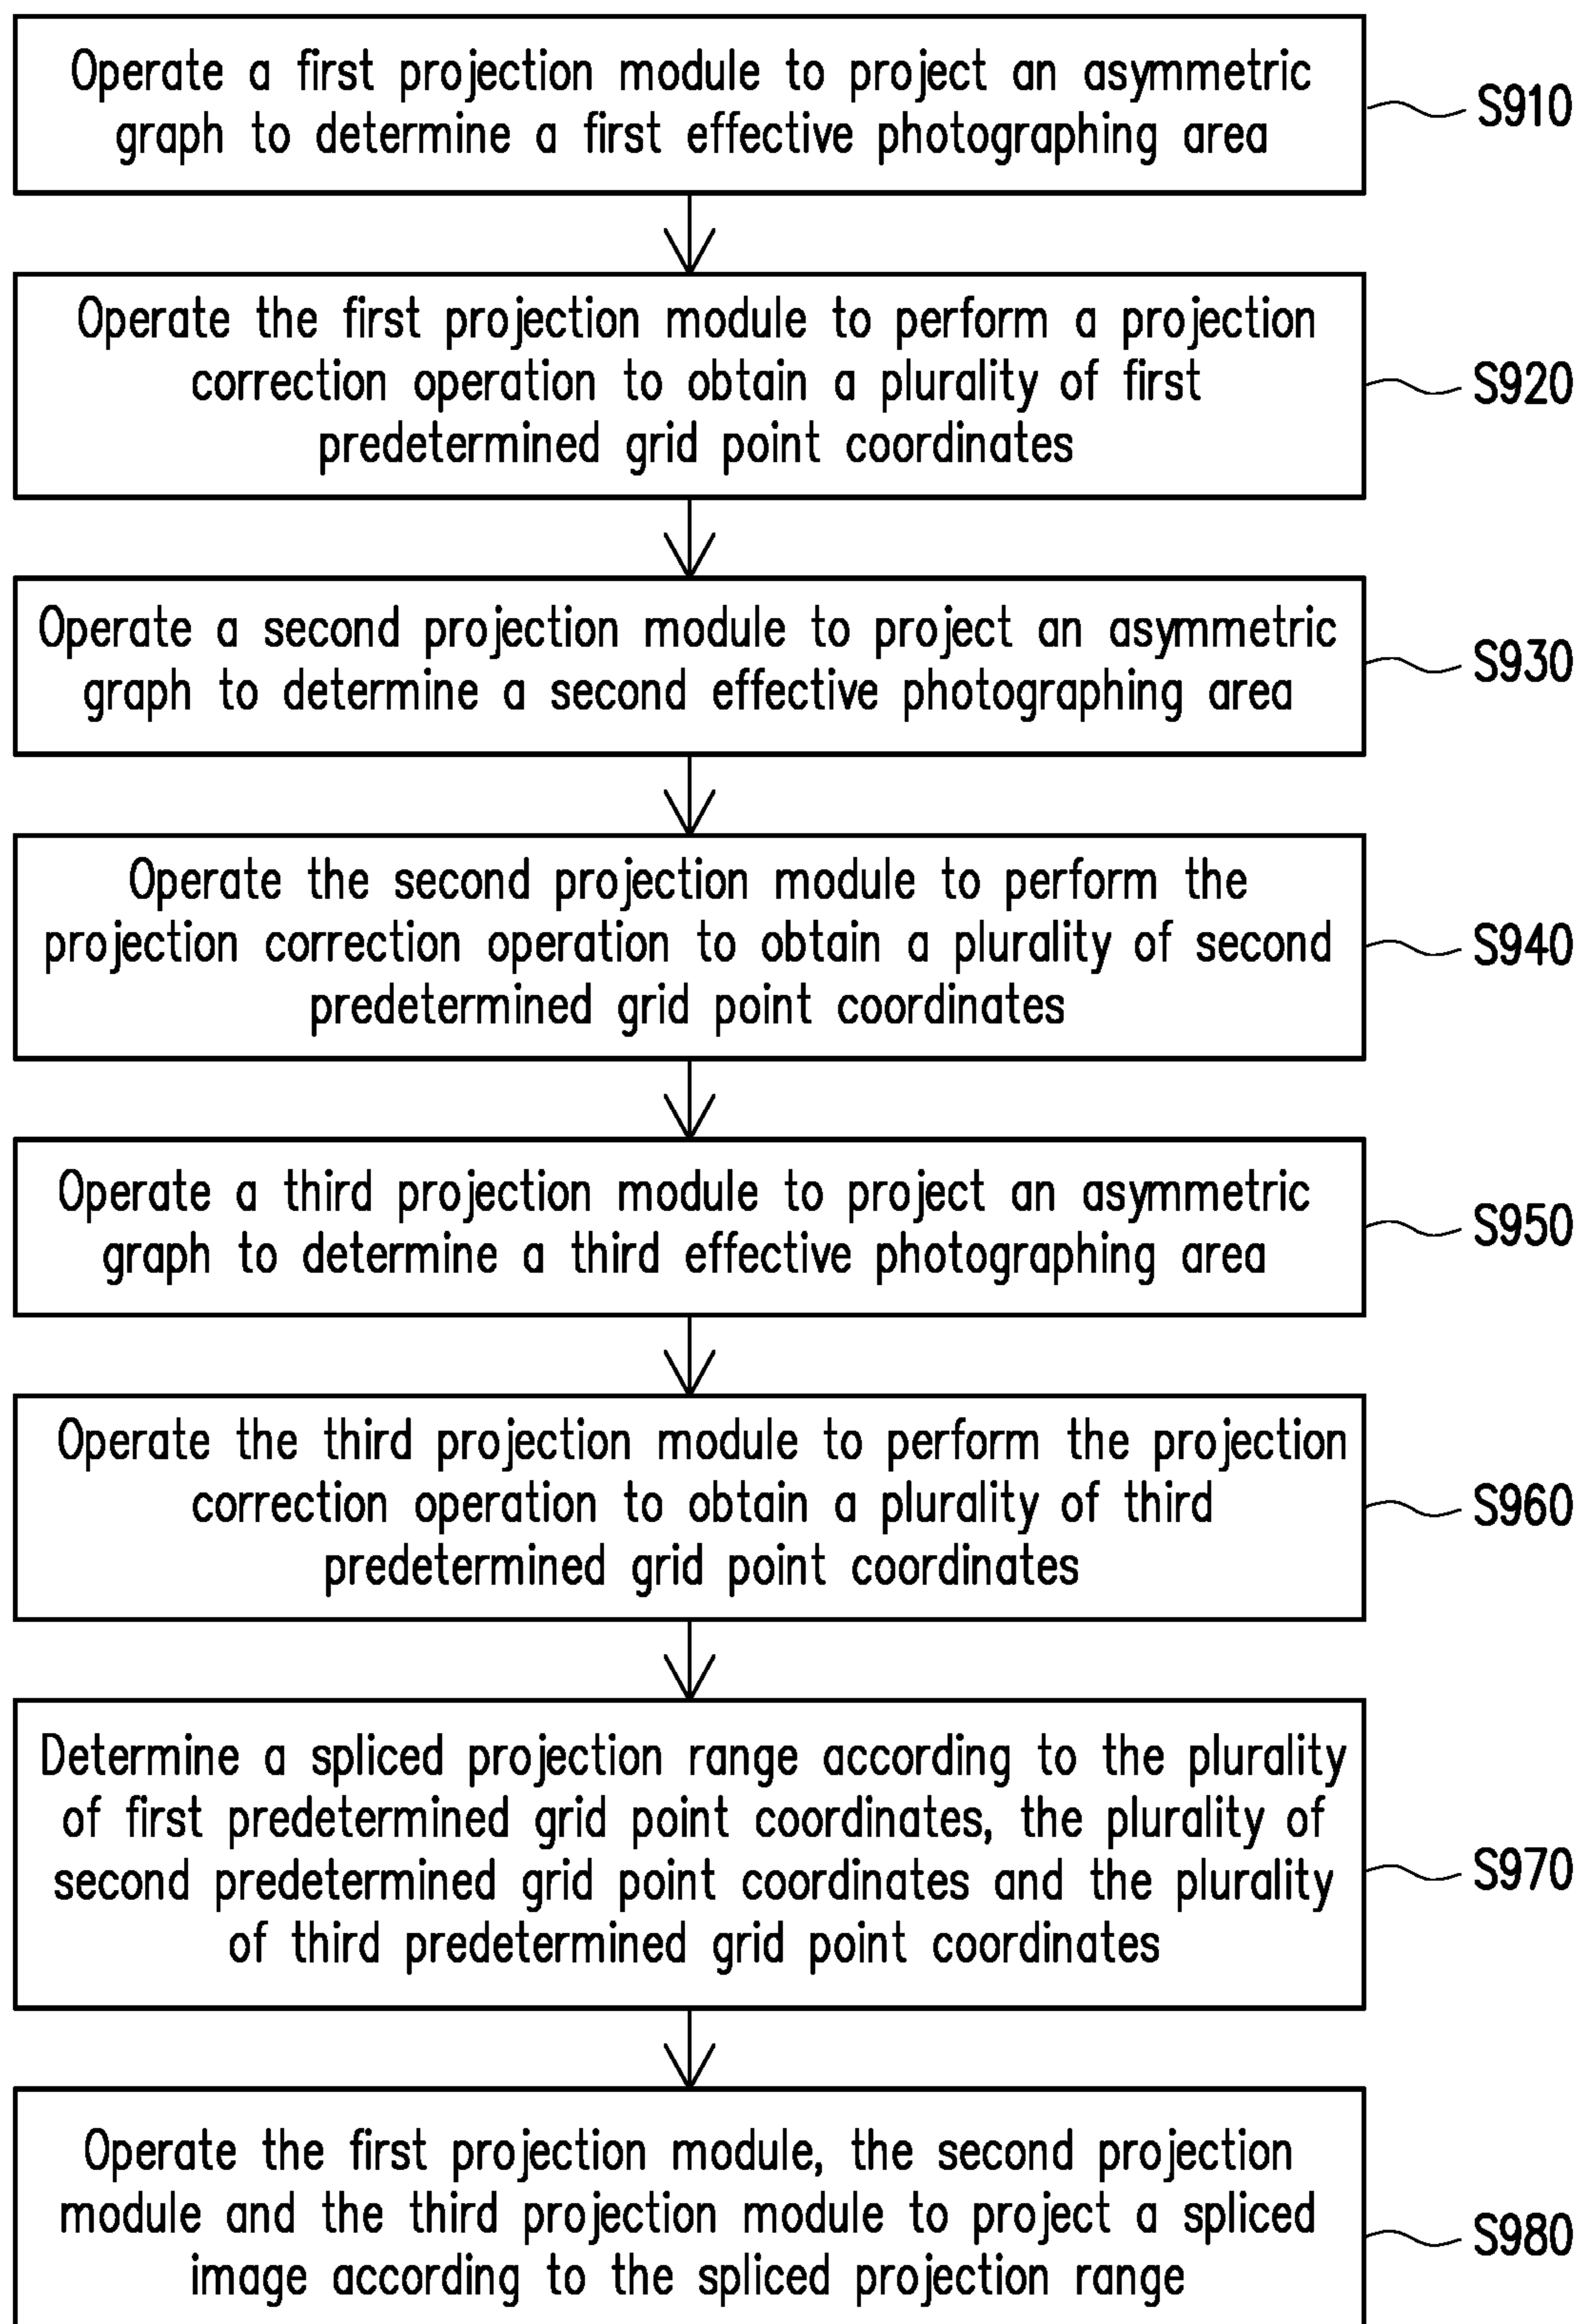 Operate a first projection module to project an asymmetric
graph to determine a first effective photographing area
S910
Operate the first projection module to perform a projection
correction operation to obtain a plurality of first
predetermined grid point coordinates
S920
Operate a second projection module to project an asymmetric
graph to determine a second effective photographing area
S930
Operate the second projection module to perform the
projection correction operation to obtain a plurality of second
predetermined grid point coordinates
S940
Operate a third projection module to project an asymmetric
graph to determine a third effective photographing area
S950
Operate the third projection module to perform the projection
correction operation to obtain a plurality of third
predetermined grid point coordinates
S960
Determine a spliced projection range according to the plurality
of first predetermined grid point coordinates, the plurality of
second predetermined grid point coordinates and the plurality
of third predetermined grid point coordinates
S970
Operate the first projection module, the second projection
module and the third projection module to project a spliced
image according to the spliced projection range
S980